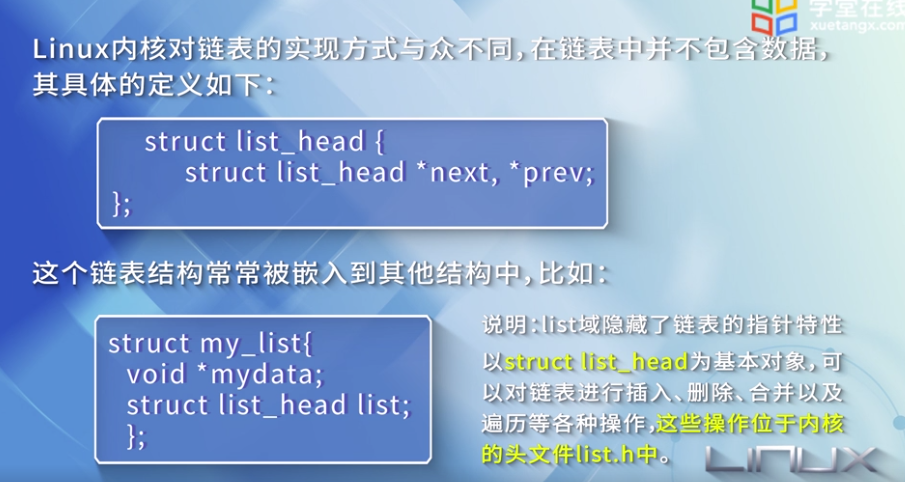 学堂在线
xuetangx.com
Linux内核对链表的实现方式与众不同,在链表中并不包含数据,
其具体的定义如下:
struct list_head {
struct list_head *next, *prev;
};
这个链表结构常常被嵌入到其他结构中,比如:
struct my_list{
void *mydata;
struct list_head list;
};
说明:list域隐藏了链表的指针特性
以struct list_head为基本对象,可
以对链表进行插入、删除、合并以及
遍历等各种操作,这些操作位于内核
的头文件list.h中。
LINUX